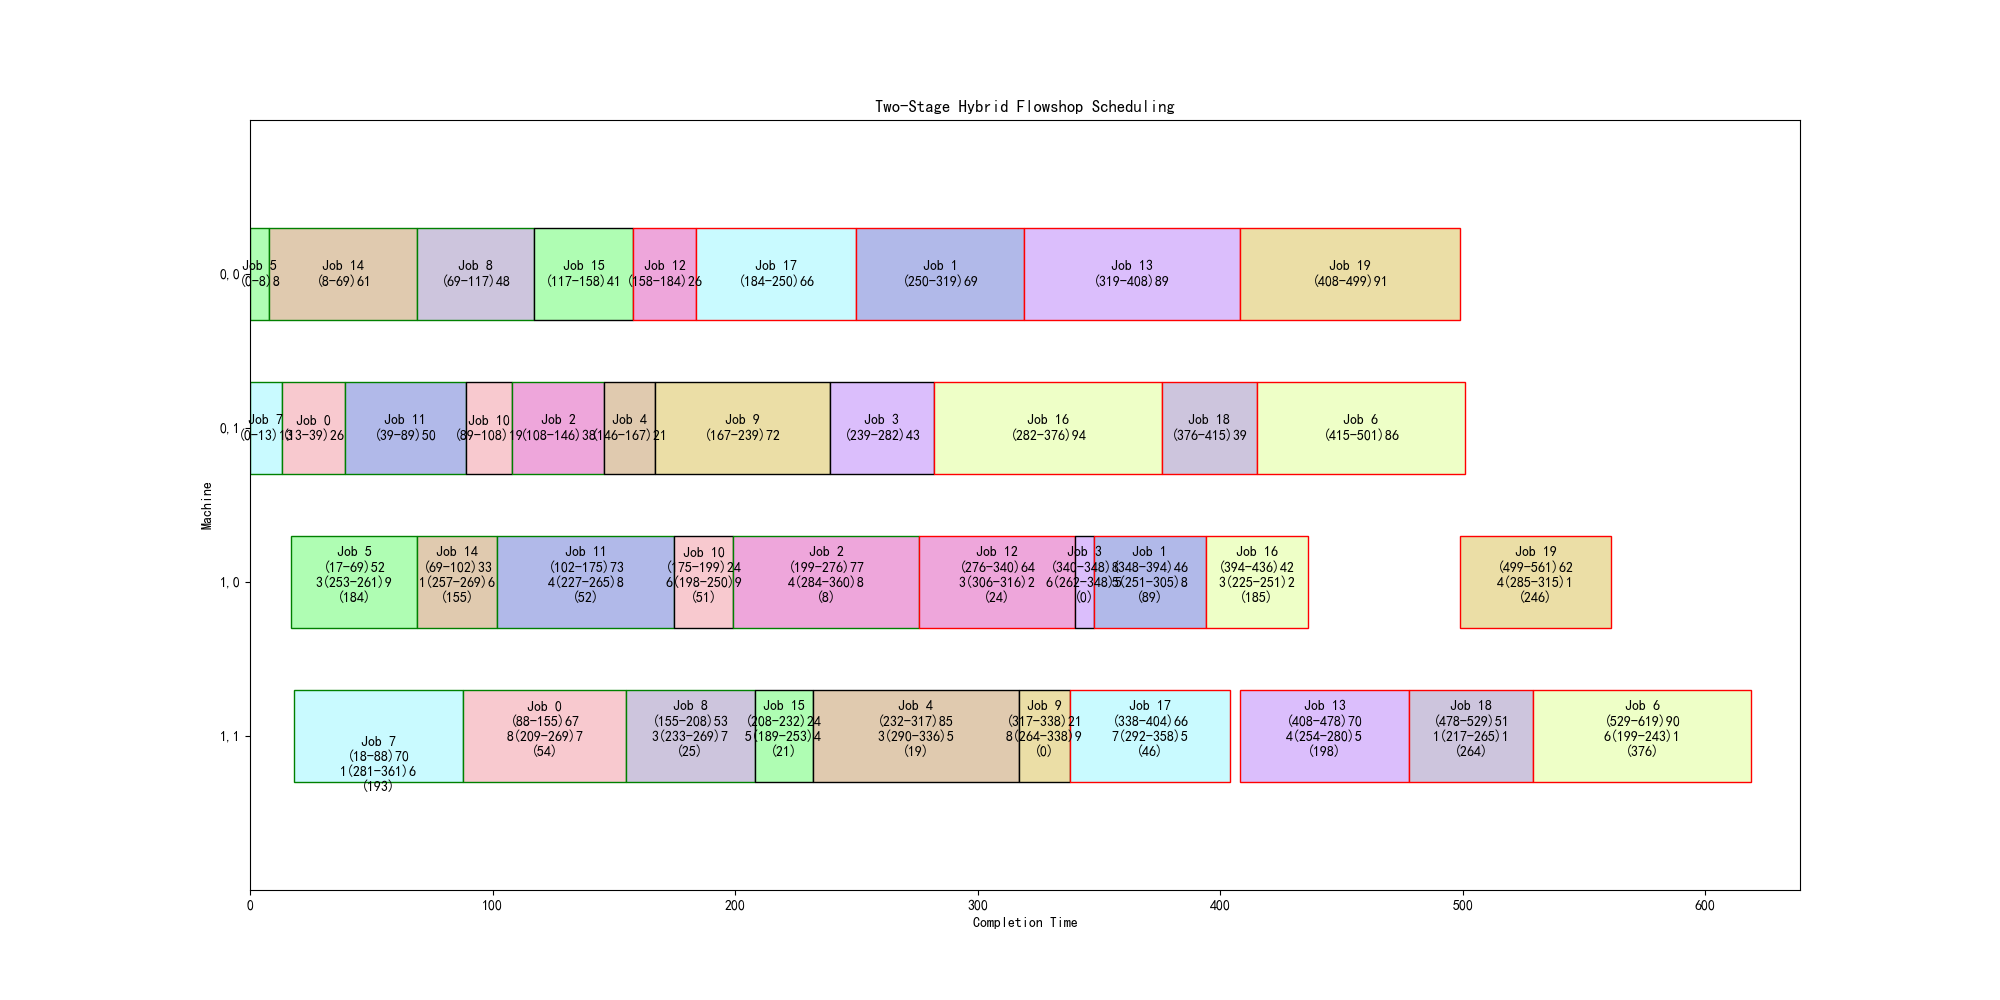 Two-Stage Hybrid Flowshop Scheduling
Machine
0,0
Job 5
(0-8)8
Job 14
(8-69)61
Job 8
(69-117)48
Job 15
(117-158)41
Job 12
(158-184)26
Job 17
(184-250)66
Job 1
(250-319)69
Job 13
(319-408)89
Job 19
(408-499)91
0,1
Job 7
(0-13)13
Job 0
(13-39)26
Job 11
(39-89)50
Job 10
(89-108)19
Job 2
(108-146)38
Job 4
(146-167)21
Job 9
(167-239)72
Job 3
(239-282)43
Job 16
(282-376)94
Job 18
(376-415)39
Job 6
(415-501)86
1,0
Job 5
(17-69)52
3(253-261)9
(184)
Job 14
(69-102)33
1(257-269)6
(155)
Job 11
(102-175)73
4(227-265)8
(52)
Job 10
(175-199)24
6(198-250)9
(51)
Job 2
(199-276)77
4(284-360)8
(8)
Job 12
(276-340)64
3(306-316)2
(24)
Job 3
(340-348)8
6(262-348)5
(0)
Job 1
(348-394)46
5(251-305)8
(89)
Job 16
(394-436)42
3(225-251)2
(185)
Job 19
(499-561)62
4(285-315)1
(246)
1,1
Job 7
(18-88)70
1(281-361)6
(193)
Job 0
(88-155)67
8(209-269)7
(54)
Job 8
(155-208)53
3(233-269)7
(25)
Job 15
(208-232)24
5(189-253)4
(21)
Job 4
(232-317)85
3(290-336)5
(19)
Job 9
(317-338)21
8(264-338)9
(0)
Job 17
(338-404)66
7(292-358)5
(46)
Job 13
(408-478)70
4(254-280)5
(198)
Job 18
(478-529)51
1(217-265)1
(264)
Job 6
(529-619)90
6(199-243)1
(376)
0
100
200
300
400
500
600
Completion Time